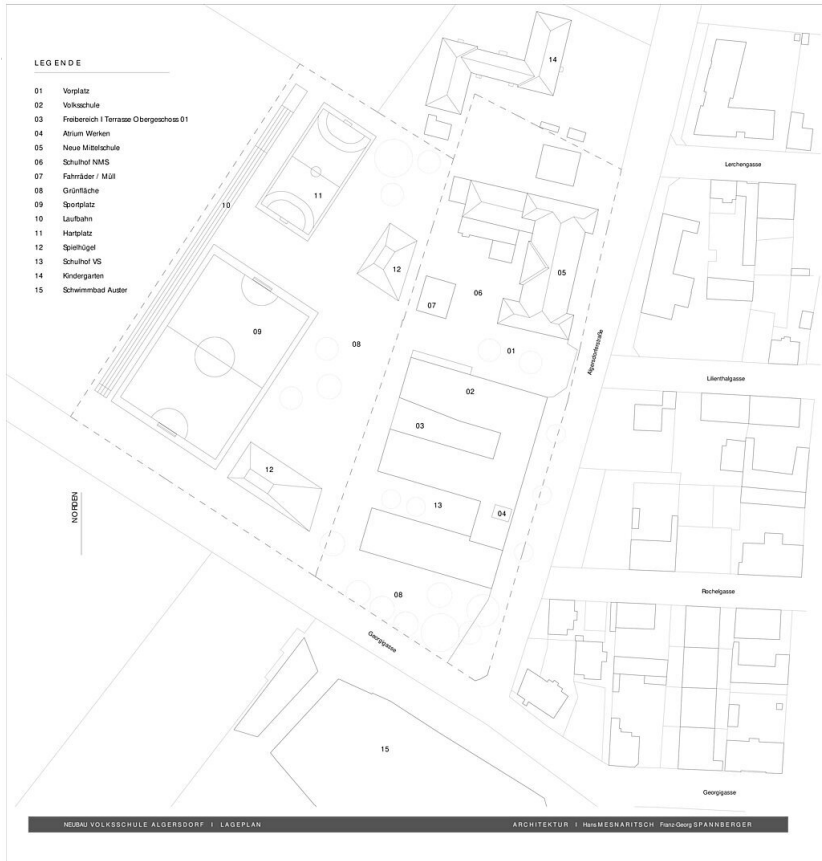 LEGENDE
01 Vorplatz
02 Volksschule
03 Freibereich I Terrasse Obergeschoss 01
04 Atrium Werken
05 Neue Mittelschule
06 Schulhof NMS
07 Fahrräder / Müll
08 Grünfläche
09 Sportplatz
10 Laufbahn
11 Hartplatz
12 Spielhügel
13 Schulhof VS
14 Kindergarten
15 Schwimmbad Auster
14
Lerchengasse
11
10
12
05
06
07
09
08
01
Algersdorferstraße
Lilienthalgasse
02
03
12
NORDEN
13
04
08
Rochelgasse
Georgigasse
15
Georgigasse
NEUBAU VOLKSSCHULE ALGERSDORF I LAGEPLAN
ARCHITEKTUR I Hans MESNARITSCH Franz-Georg SPANNBERGER